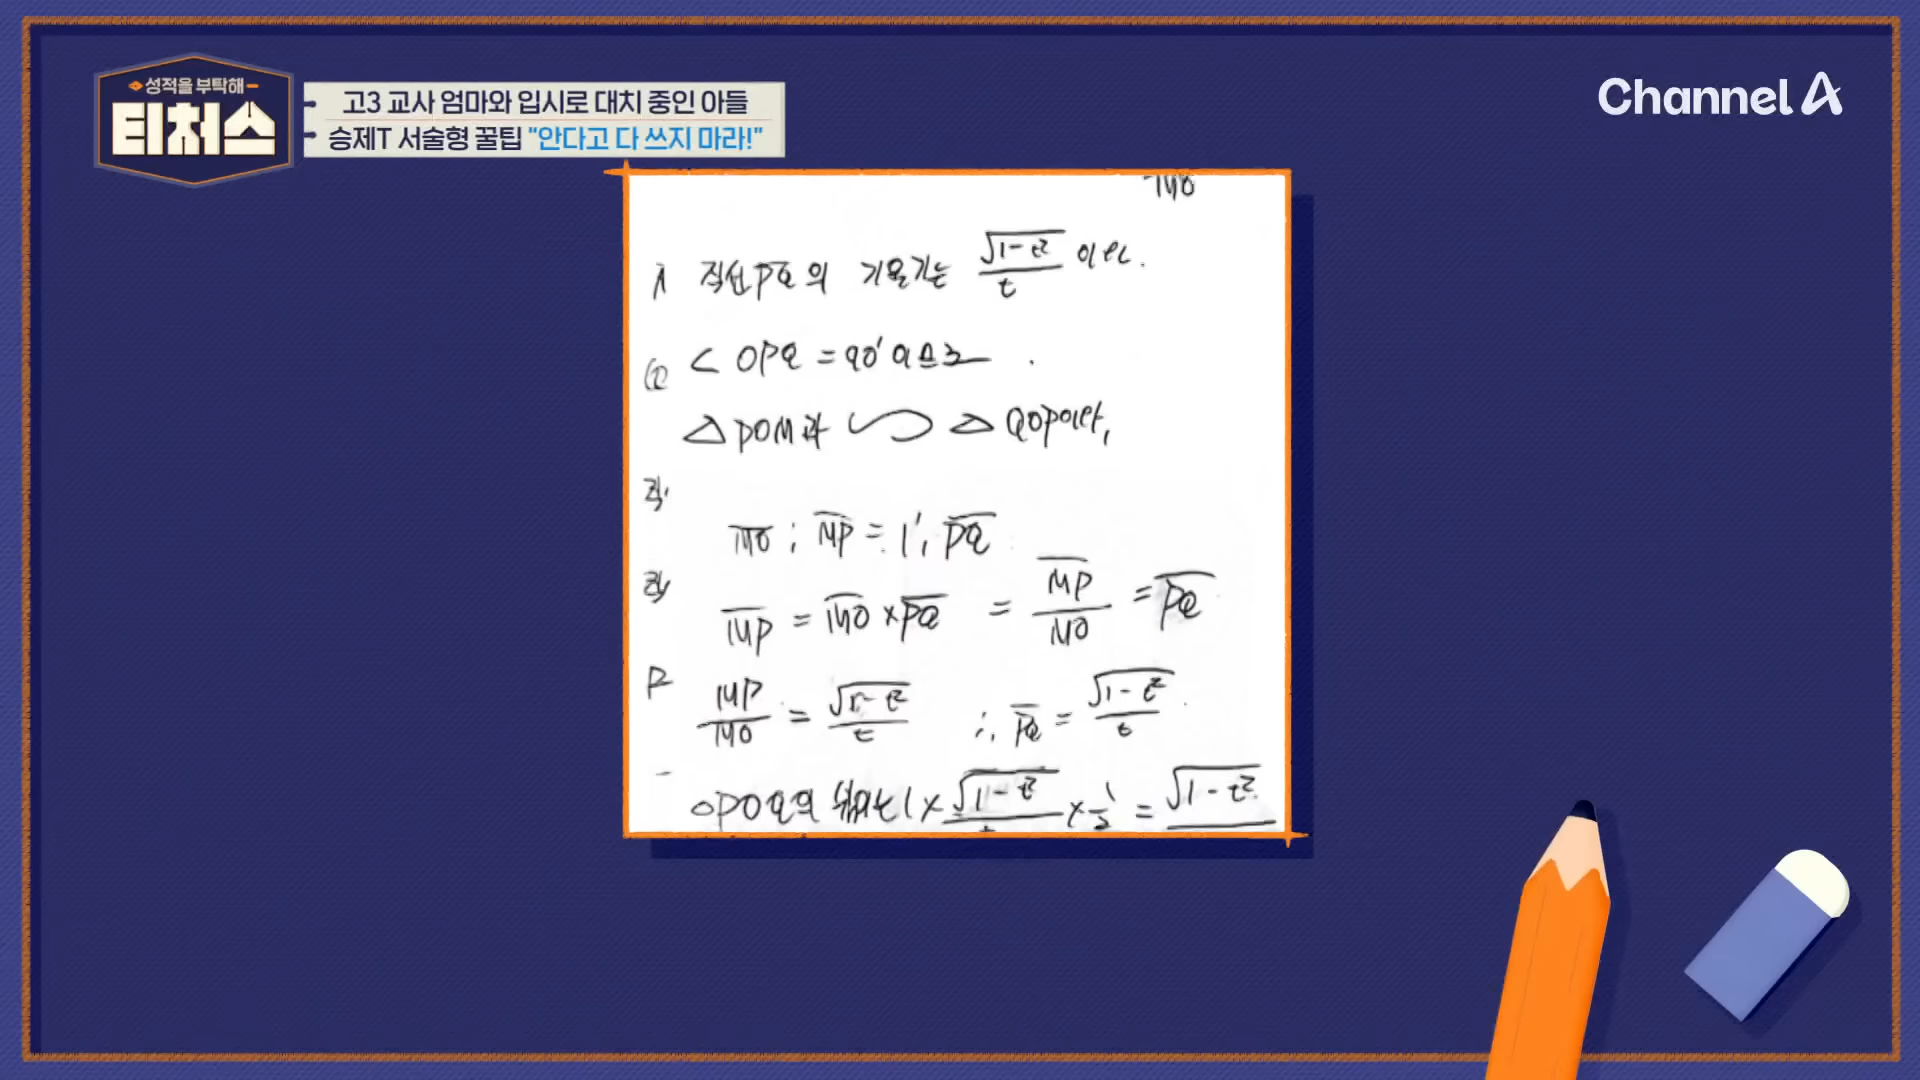 성적을 부탁해
티처스
고3 교사 엄마와 입시로 대치 중인 아들
승제T 서술형 꿀팁 "안다고 다 쓰지 마라!"
Channel A
직선 PQ의 기울기는 √1-t² / t 이다.
< OPQ = 90° 이므로
△POM과 ∽ △QOP이다,
MO : MP = 1 : PQ
MP = MO × PQ = MP / MO = PQ
MP / MO = √1-t² / t ∴ PQ = √1-t² / t
△POQ의 넓이는 1 × √1-t² / t × 1/2 = √1-t²